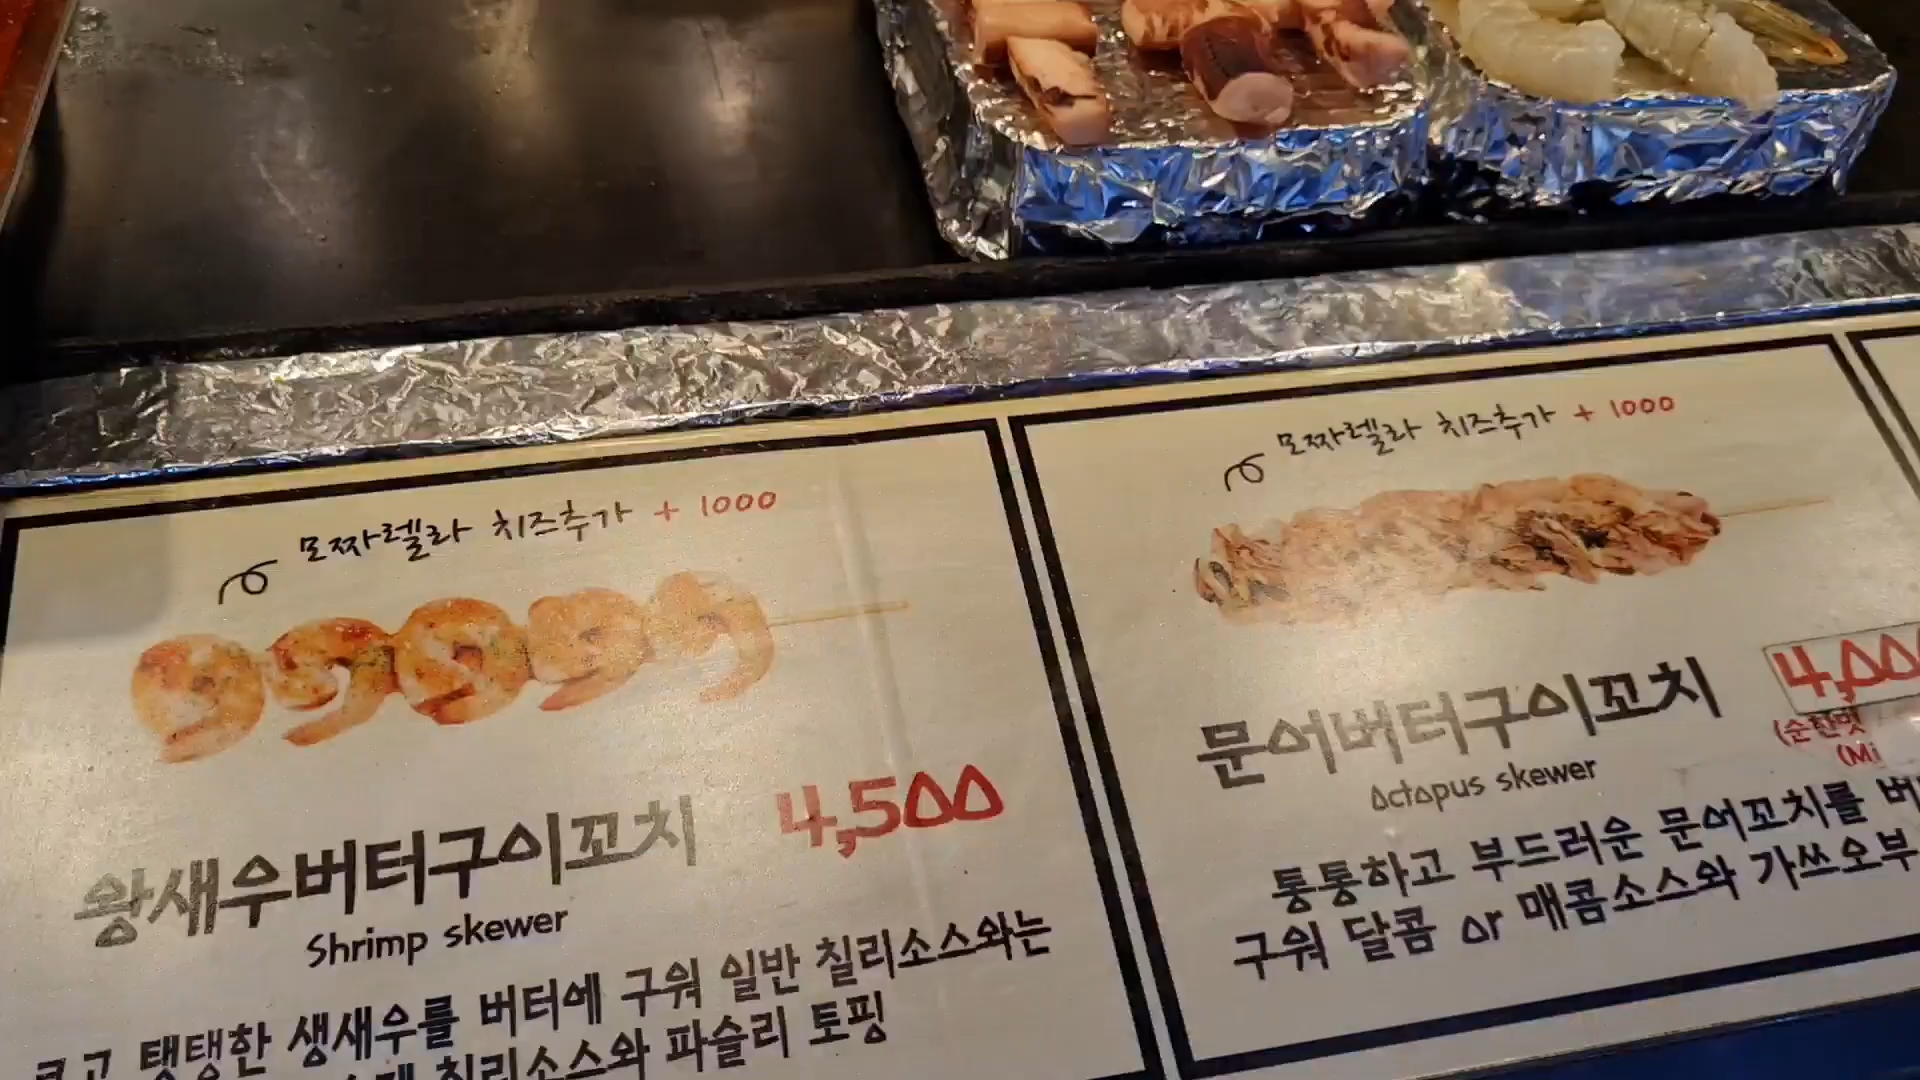 모짜렐라 치즈추가 + 1000
왕새우버터구이꼬치 4,500
Shrimp skewer
탱탱한 생새우를 버터에 구워 일반 칠리소스와는
칠리소스와 파슬리 토핑
모짜렐라 치즈추가 + 1000
문어버터구이꼬치
(순한맛
Octopus skewer
통통하고 부드러운 문어꼬치를
구워 달콤 or 매콤소스와 가쓰오부